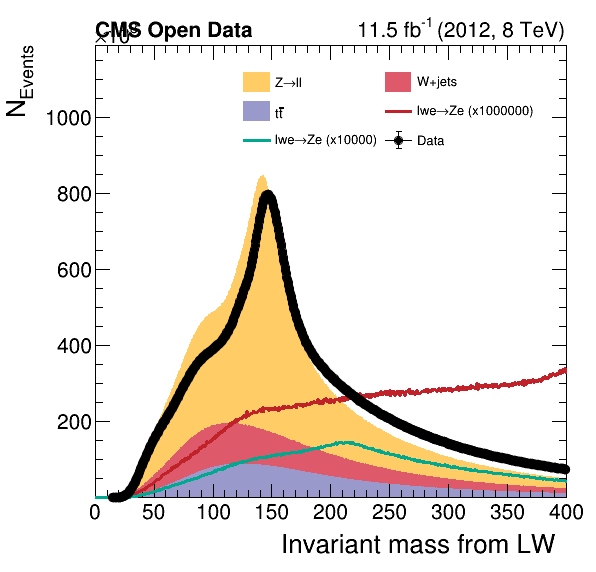 CMS Open Data
11.5 fb⁻¹ (2012, 8 TeV)
N_Events
Z→ll
W+jets
tt̄
lwe→Ze (x1000000)
lwe→Ze (x10000)
Data
1000
800
600
400
200
0 50 100 150 200 250 300 350 400
Invariant mass from LW